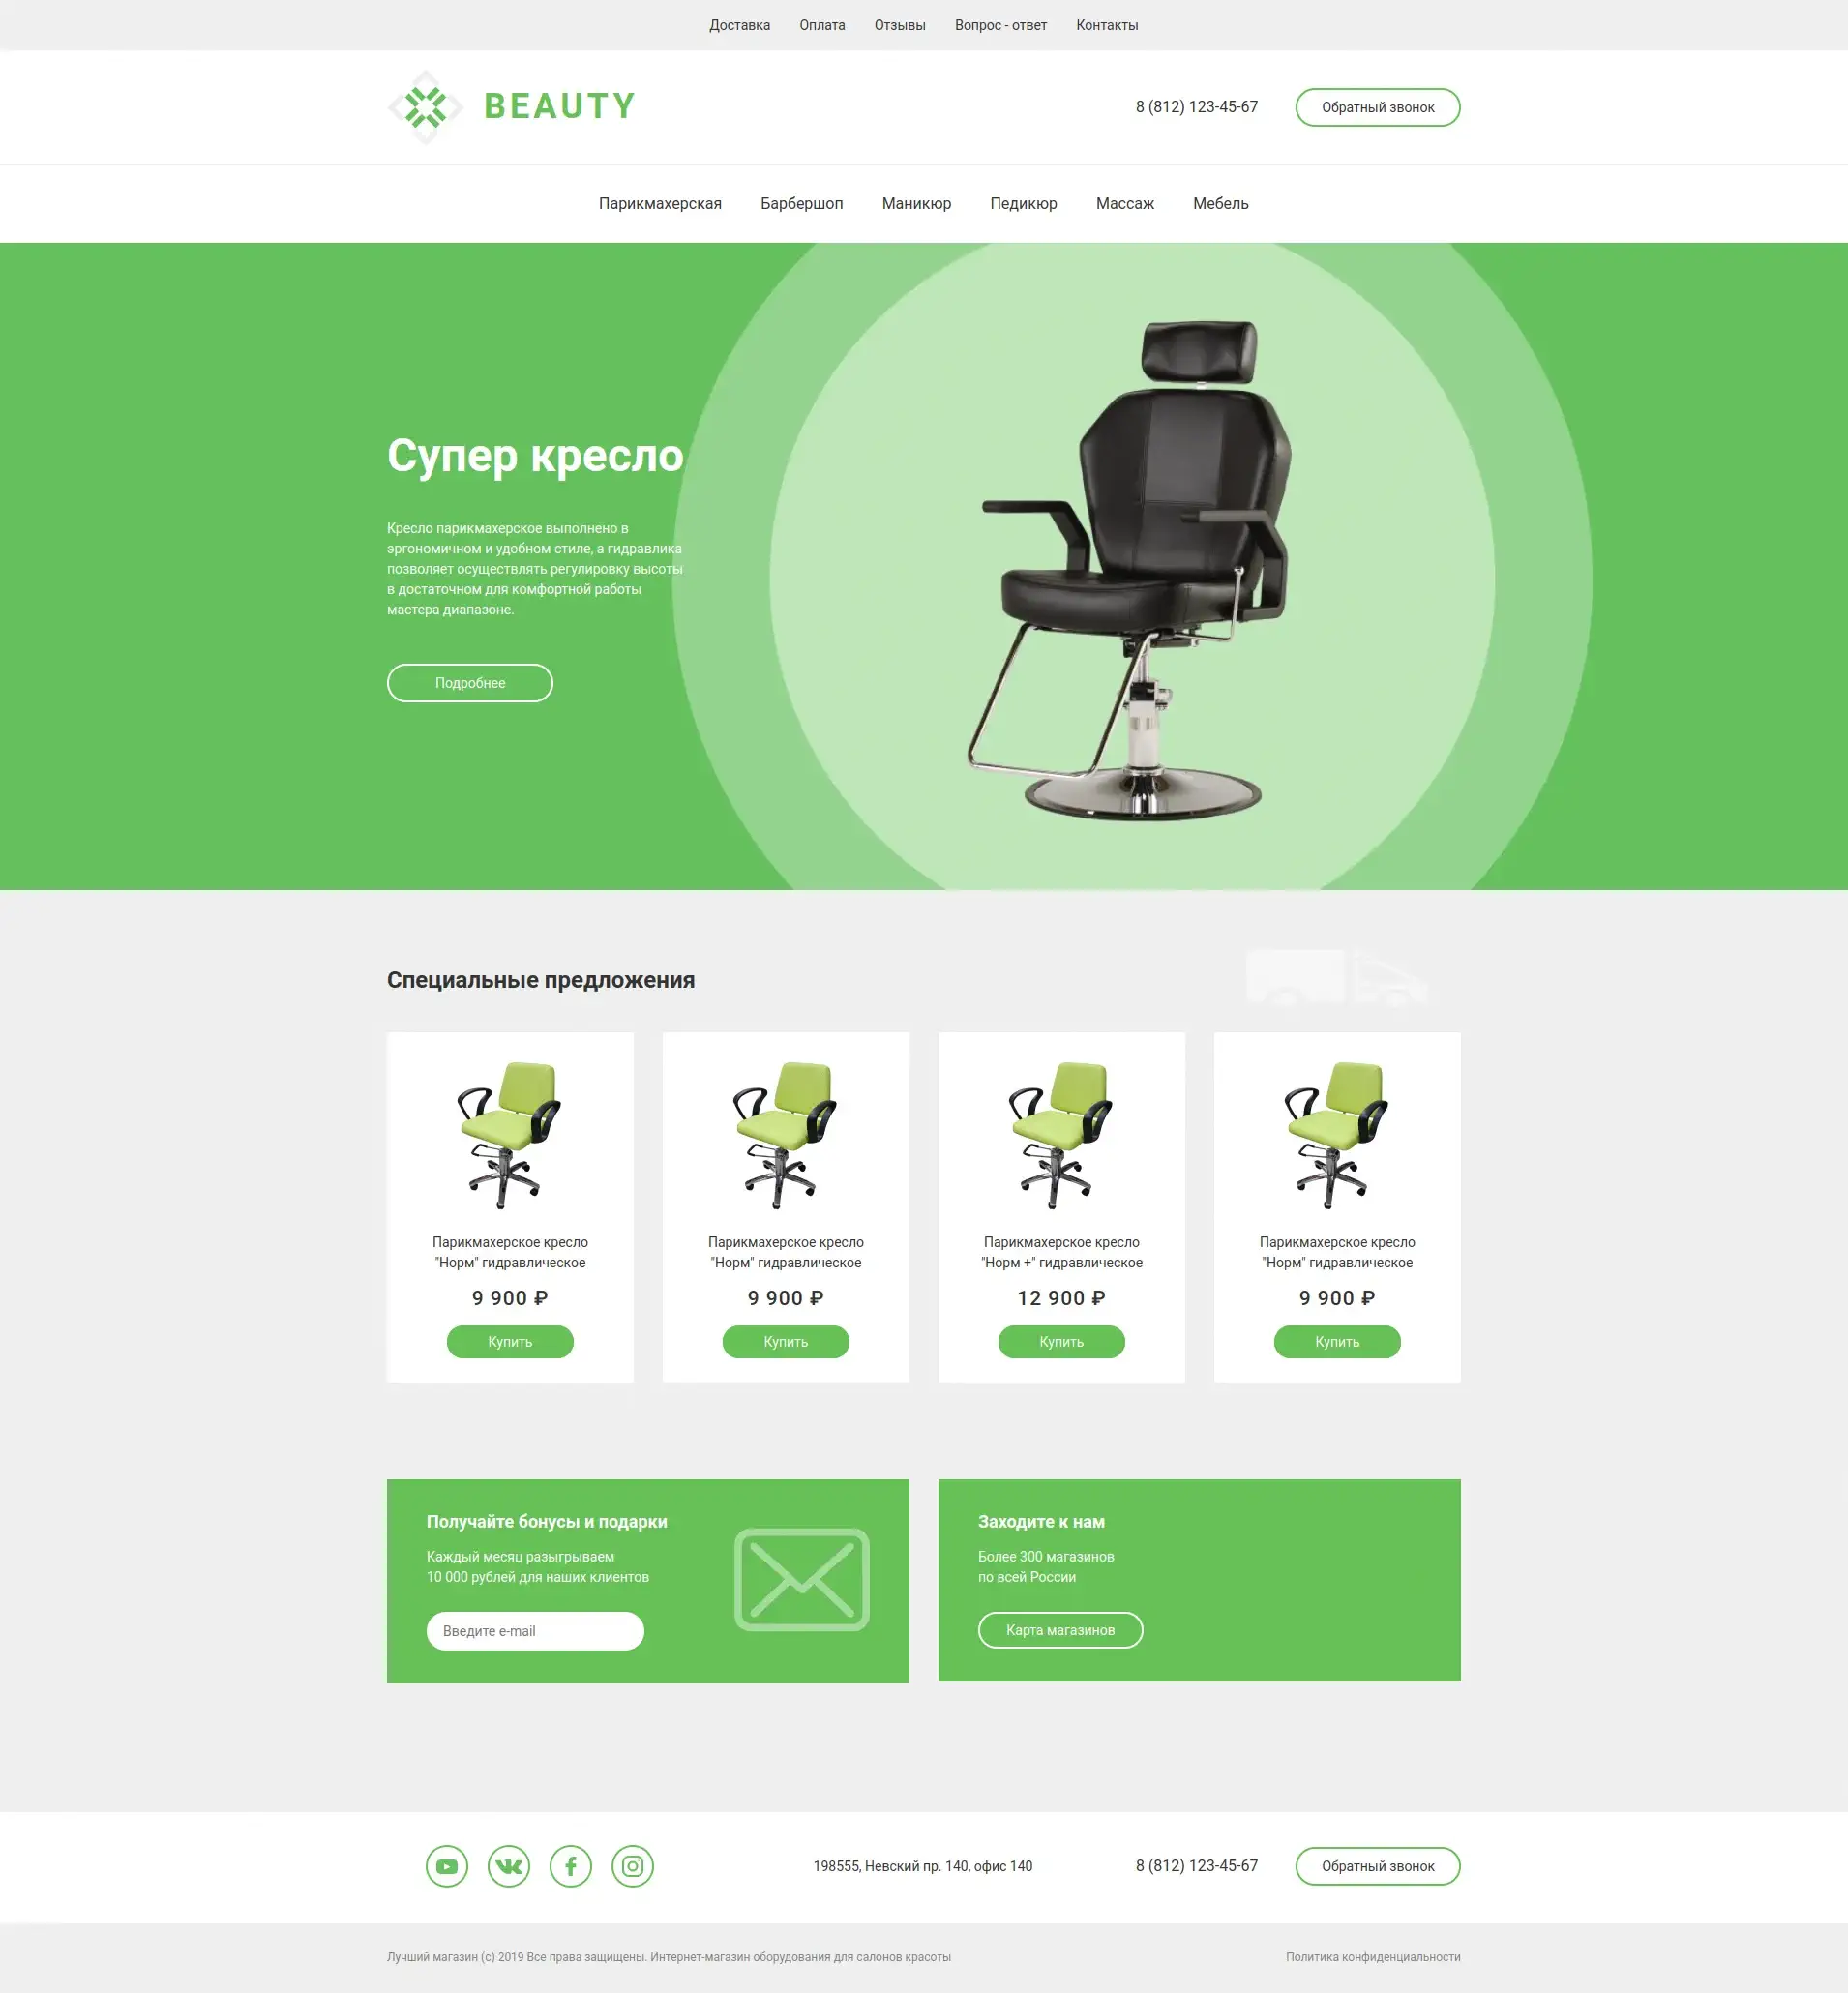 Доставка Оплата Отзывы Вопрос - ответ Контакты
BEAUTY
8 (812) 123-45-67
Обратный звонок
Парикмахерская Барбершоп Маникюр Педикюр Массаж Мебель
Супер кресло
Кресло парикмахерское выполнено в
эргономичном и удобном стиле, а гидравлика
позволяет осуществлять регулировку высоты
в достаточном для комфортной работы
мастера диапазоне.
Подробнее
Специальные предложения
Парикмахерское кресло
"Норм" гидравлическое
9 900 ₽
Купить
Парикмахерское кресло
"Норм" гидравлическое
9 900 ₽
Купить
Парикмахерское кресло
"Норм +" гидравлическое
12 900 ₽
Купить
Парикмахерское кресло
"Норм" гидравлическое
9 900 ₽
Купить
Получайте бонусы и подарки
Каждый месяц разыгрываем
10 000 рублей для наших клиентов
Введите e-mail
Заходите к нам
Более 300 магазинов
по всей России
Карта магазинов
198555, Невский пр. 140, офис 140
8 (812) 123-45-67
Обратный звонок
Лучший магазин (с) 2019 Все права защищены. Интернет-магазин оборудования для салонов красоты
Политика конфиденциальности